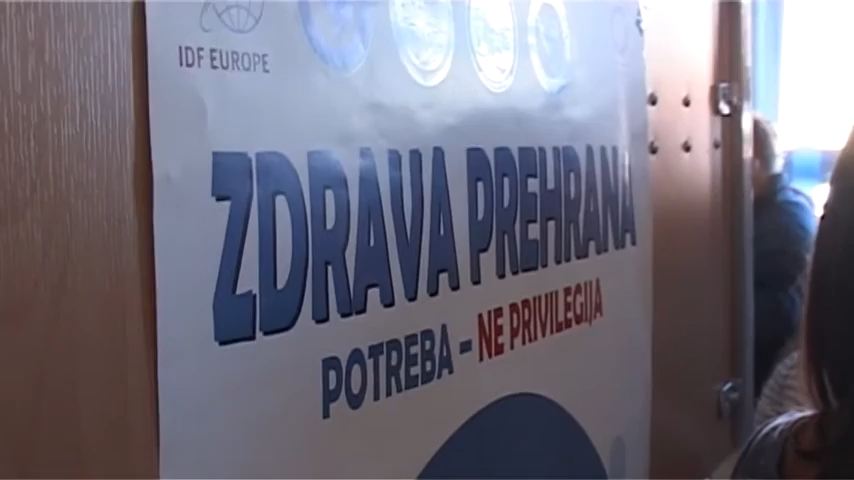 IDF EUROPE
ZDRAVA PREHRANA
POTREBA – NE PRIVILEGIJA